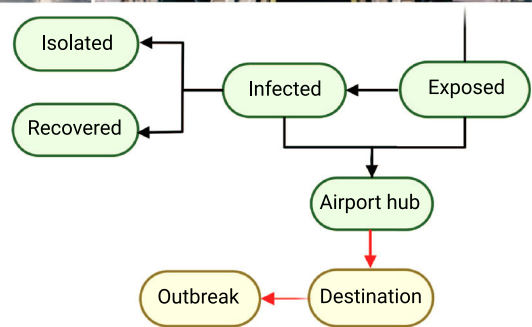 Isolated
Infected
Exposed
Recovered
Airport hub
Outbreak
Destination